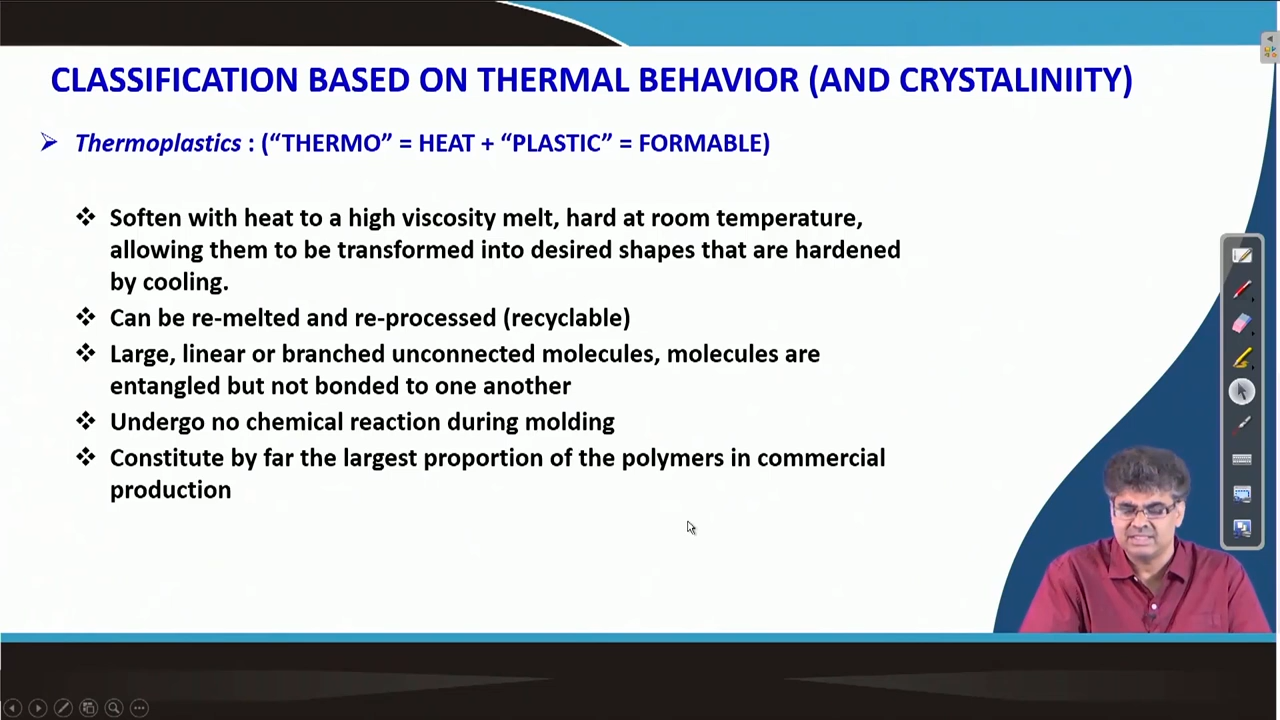 CLASSIFICATION BASED ON THERMAL BEHAVIOR (AND CRYSTALINIITY)
Thermoplastics : (“THERMO” = HEAT + “PLASTIC” = FORMABLE)
Soften with heat to a high viscosity melt, hard at room temperature,
allowing them to be transformed into desired shapes that are hardened
by cooling.
Can be re-melted and re-processed (recyclable)
Large, linear or branched unconnected molecules, molecules are
entangled but not bonded to one another
Undergo no chemical reaction during molding
Constitute by far the largest proportion of the polymers in commercial
production